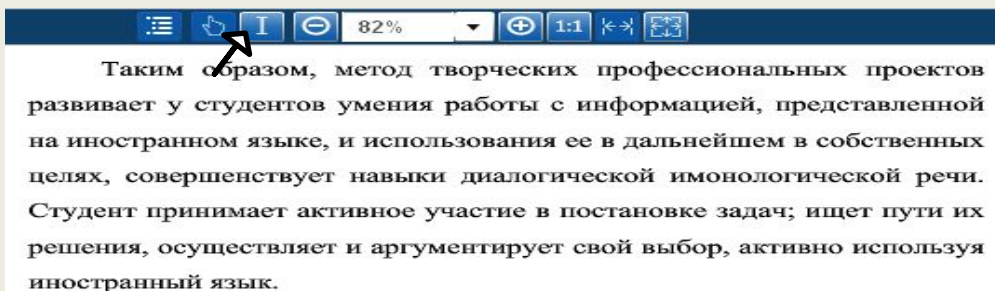 82%
1:1
Таким образом, метод творческих профессиональных проектов
развивает у студентов умения работы с информацией, представленной
на иностранном языке, и использования ее в дальнейшем в собственных
целях, совершенствует навыки диалогической имонологической речи.
Студент принимает активное участие в постановке задач; ищет пути их
решения, осуществляет и аргументирует свой выбор, активно используя
иностранный язык.